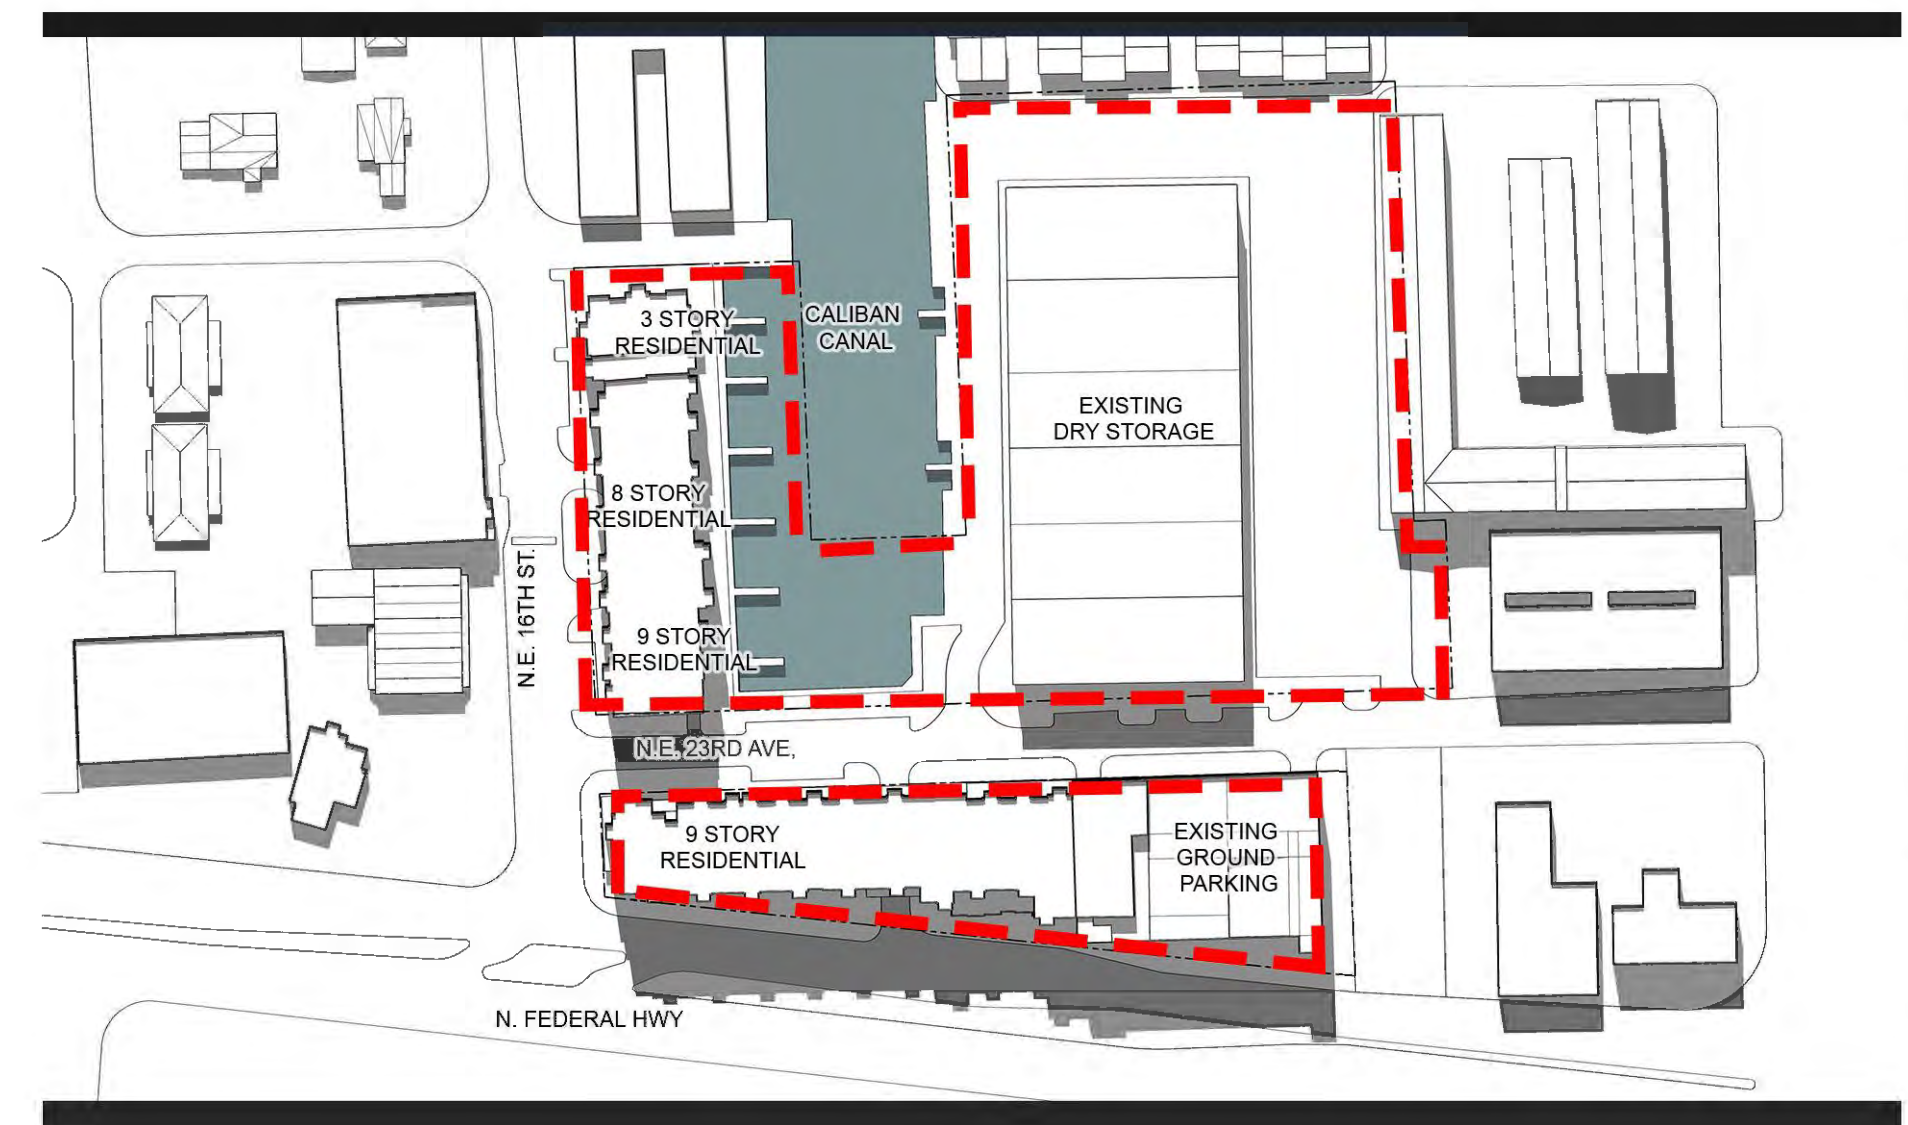 3 STORY
RESIDENTIAL
CALIBAN
CANAL
EXISTING
DRY STORAGE
8 STORY
RESIDENTIAL
N.E. 16TH ST.
9 STORY
RESIDENTIAL
N.E. 23RD AVE,
9 STORY
RESIDENTIAL
EXISTING
GROUND
PARKING
N. FEDERAL HWY